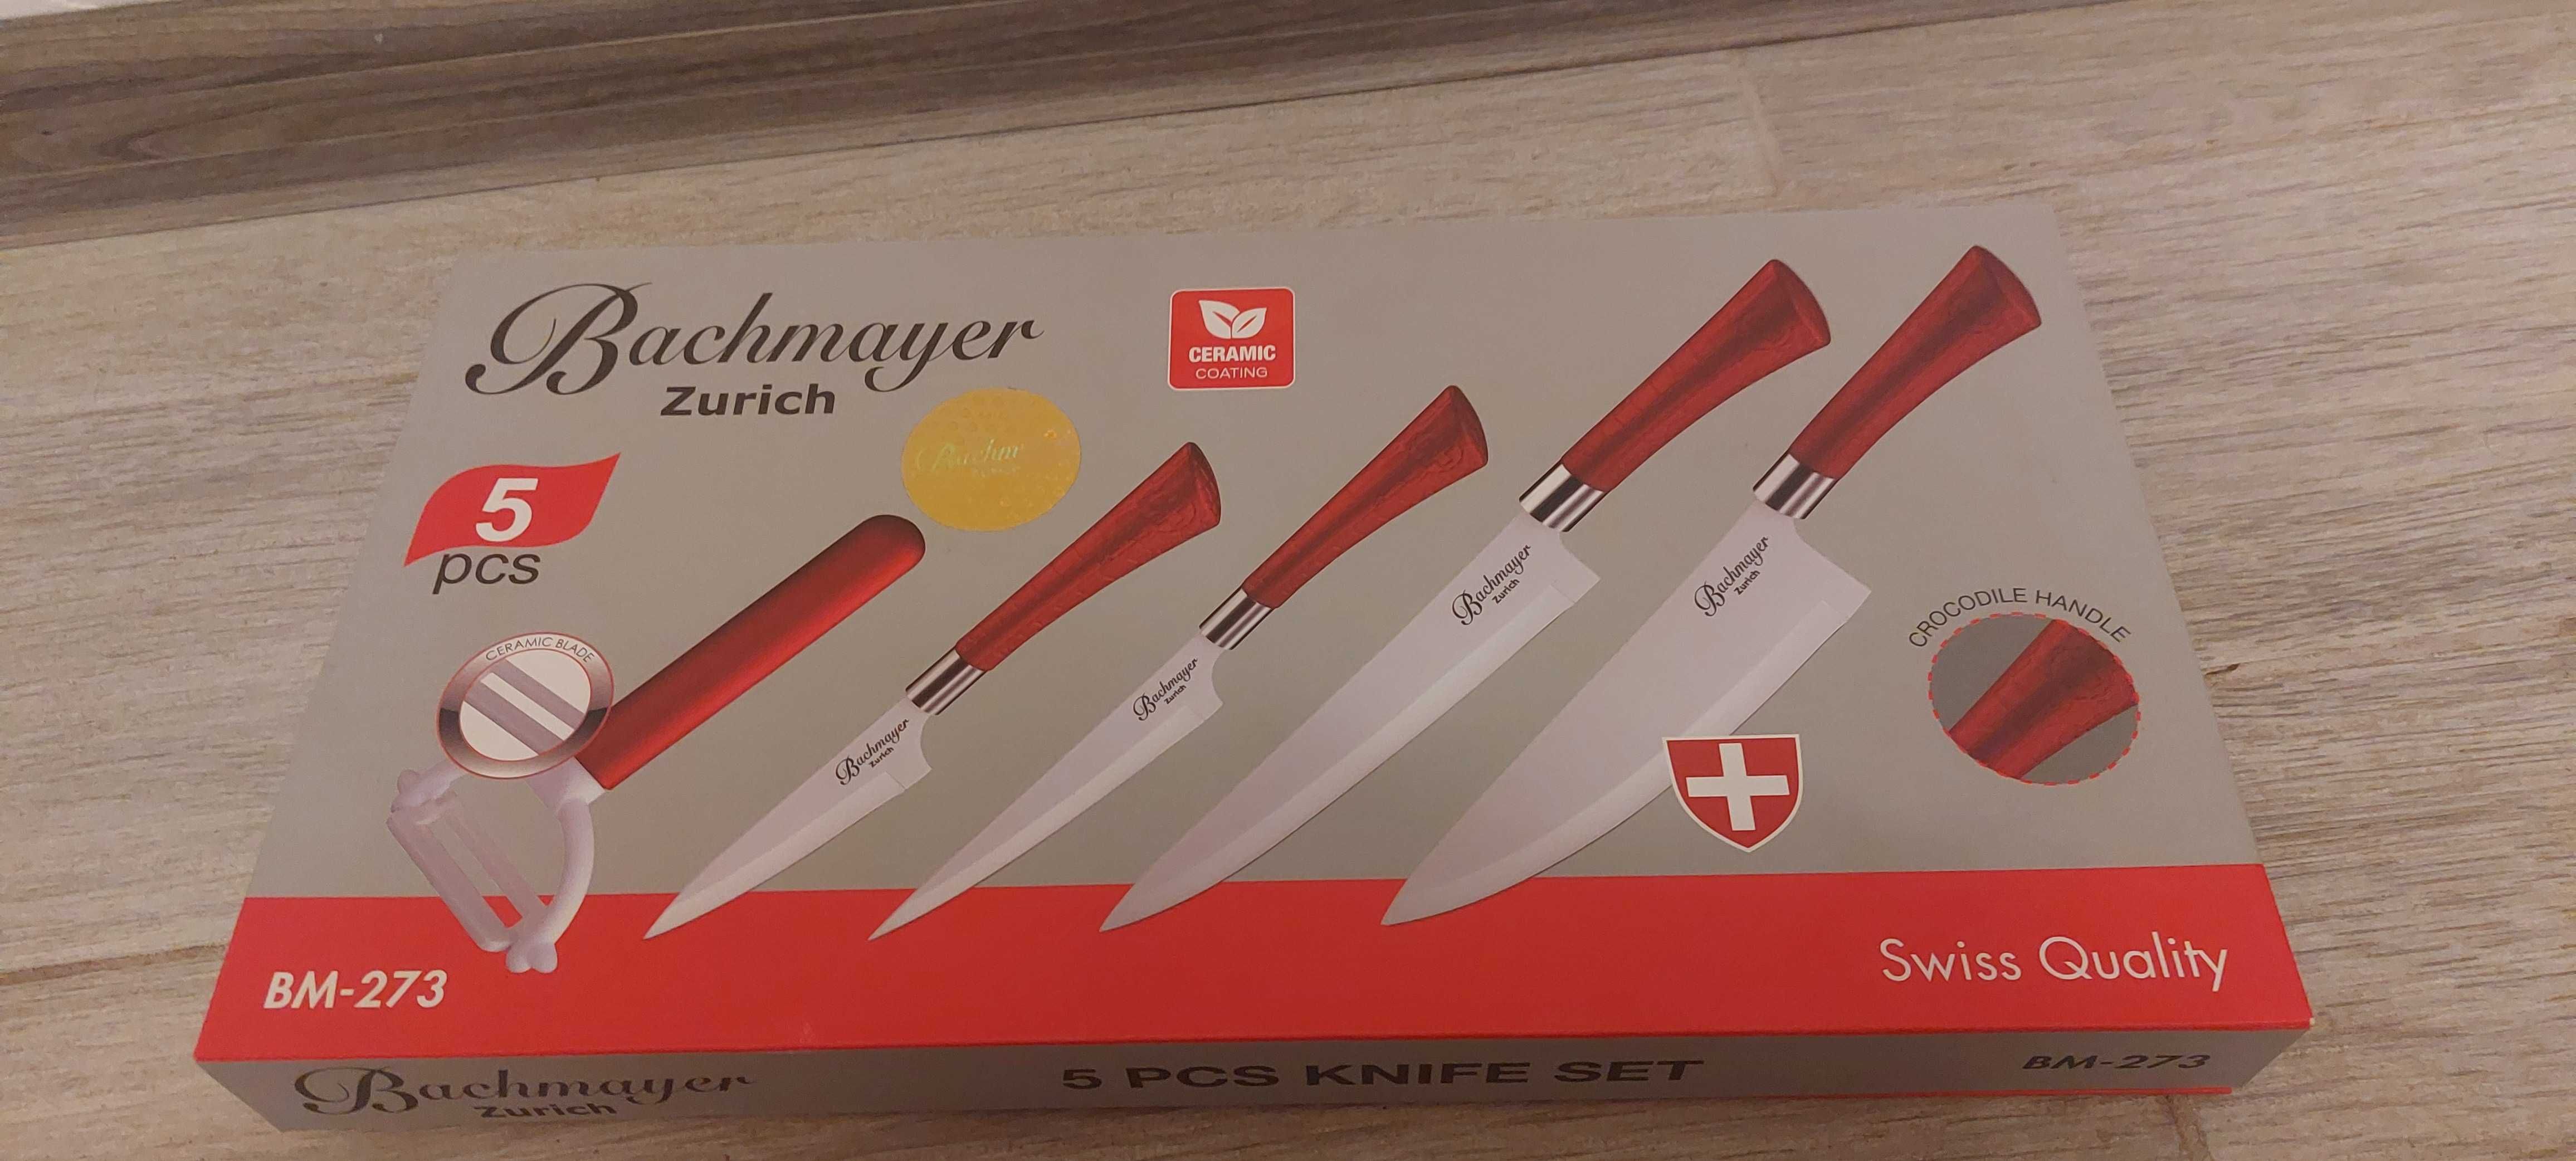 Bachmayer
Zurich
CERAMIC
COATING
5
pcs
CERAMIC BLADE
Bachmayer
Zurich
Bachmayer
Zurich
Bachmayer
Zurich
Bachmayer
Zurich
CROCODILE HANDLE
BM-273
Swiss Quality
Bachmayer
Zurich
5 PCS KNIFE SET
BM-273